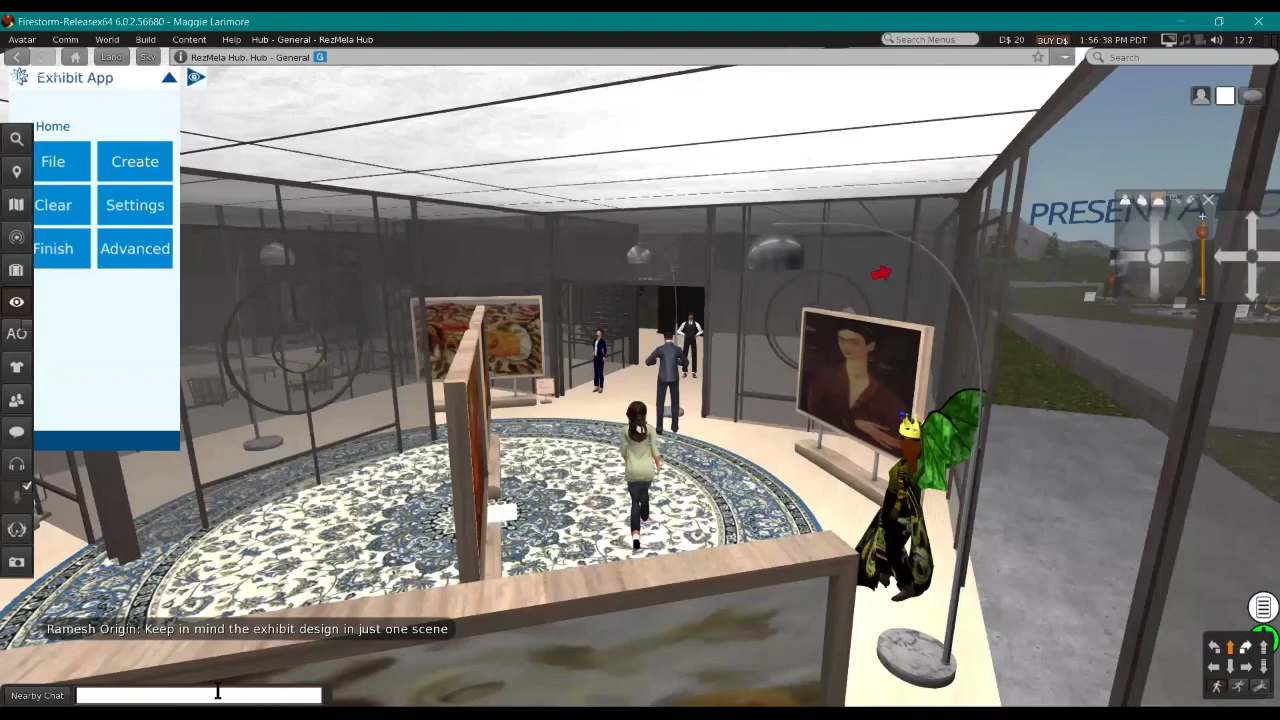 Firestorm-Releasex64 6.0.2.56680 - Maggie Larimore
Avatar Comm World Build Content Help Hub - General - RezMela Hub
Search Menus
D$ 20 BUY D$ 1:56:38 PM PDT 12 7
Land Sky RezMela Hub, Hub - General G
Search
Exhibit App
Home
File Create
Clear Settings
Finish Advanced
AO
Ramesh Origin: Keep in mind the exhibit design in just one scene
Nearby Chat